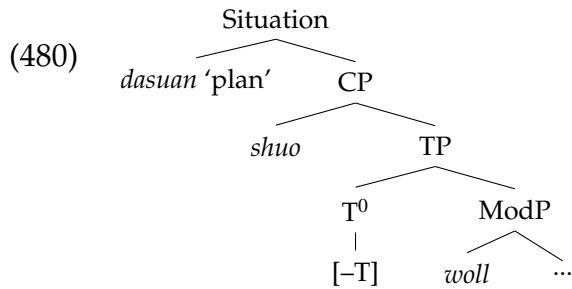 Situation
(480)
dasuan 'plan' CP
shuo TP
T⁰ ModP
[–T] woll ...